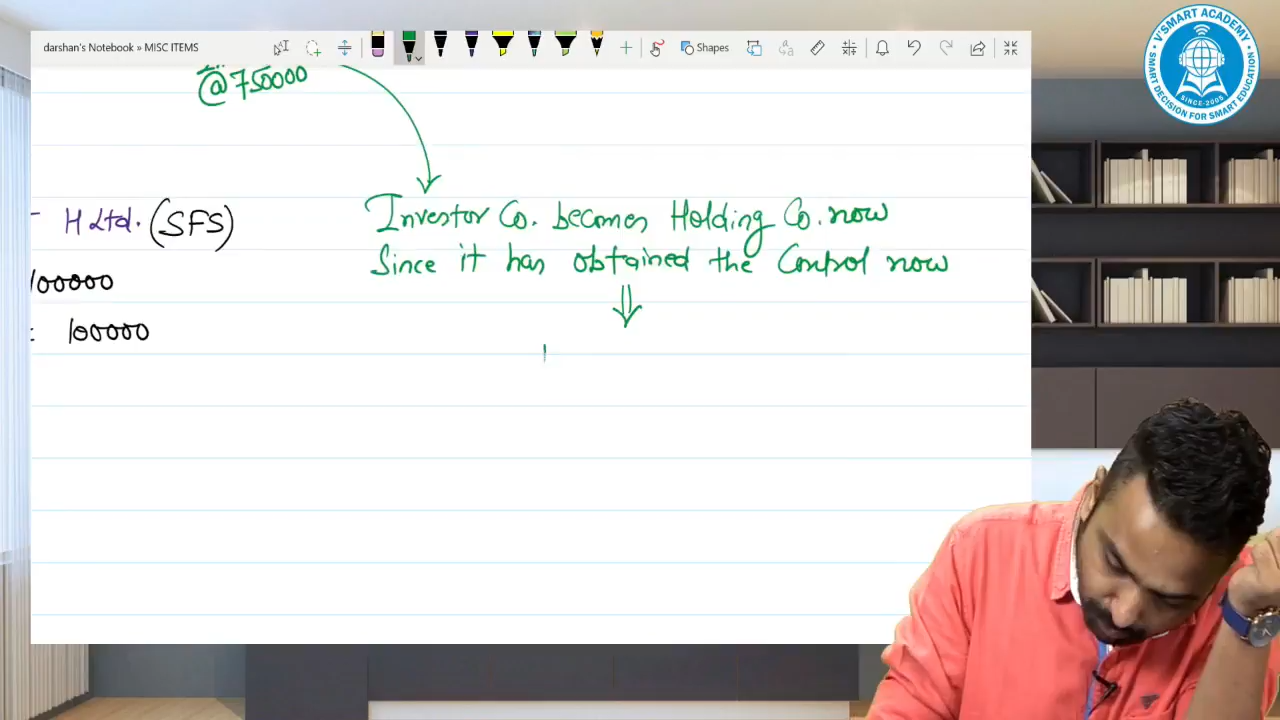 darshan's Notebook » MISC ITEMS
Shapes
V'SMART ACADEMY
SMART DECISION FOR SMART EDUCATION
SINCE-2005
@750000
H Ltd. (SFS)
100000
= 100000
Investor Co. becomes Holding Co. now
Since it has obtained the Control now